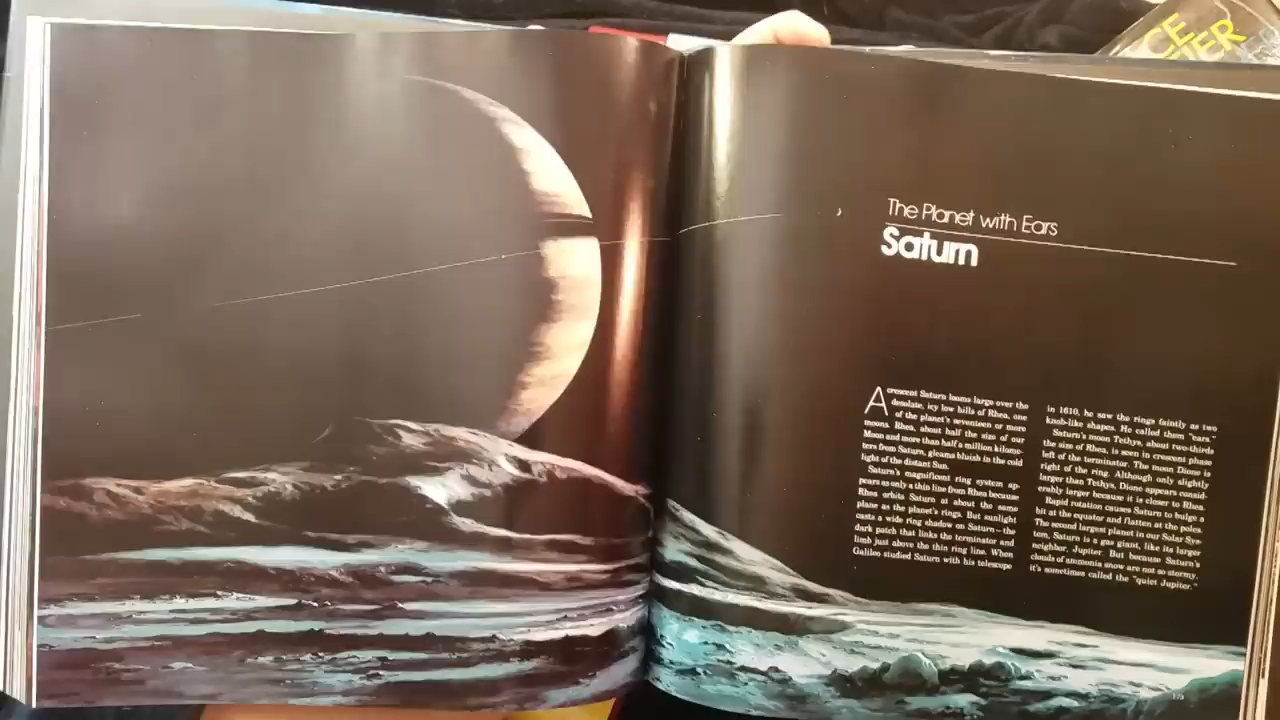 CE
IER
The Planet with Ears
Saturn
A crescent Saturn looms large over the
desolate, icy low hills of Rhea, one
of the planet's seventeen or more
moons. Rhea, about half the size of our
Moon and more than half a million kilome-
ters from Saturn, gleams bluish in the cold
light of the distant Sun.
Saturn's magnificent ring system ap-
pears as only a thin line from Rhea because
Rhea orbits Saturn at about the same
plane as the planet's rings. But sunlight
casts a wide ring shadow on Saturn—the
dark patch that links the terminator and
limb just above the thin ring line. When
Galileo studied Saturn with his telescope
in 1610, he saw the rings faintly as two
knob-like shapes. He called them "ears."
Saturn's moon Tethys, about two-thirds
the size of Rhea, is seen in crescent phase
left of the terminator. The moon Dione is
right of the ring. Although only slightly
larger than Tethys, Dione appears consid-
erably larger because it is closer to Rhea.
Rapid rotation causes Saturn to bulge a
bit at the equator and flatten at the poles.
The second largest planet in our Solar Sys-
tem, Saturn is a gas giant, like its larger
neighbor, Jupiter. But because Saturn's
clouds of ammonia snow are not so stormy,
it's sometimes called the "quiet Jupiter."